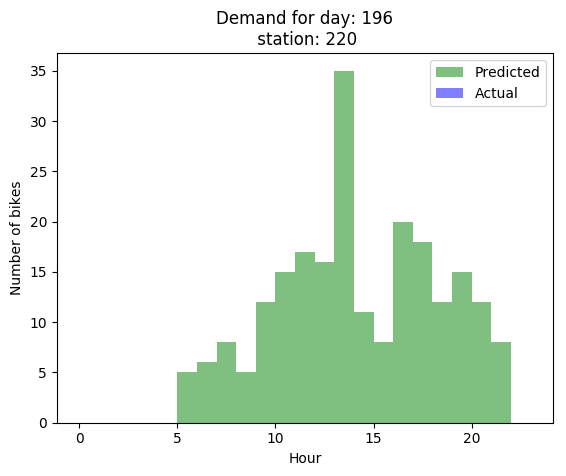 Demand for day: 196
station: 220
Predicted
Actual
Number of bikes
35
30
25
20
15
10
5
0
0
5
10
15
20
Hour